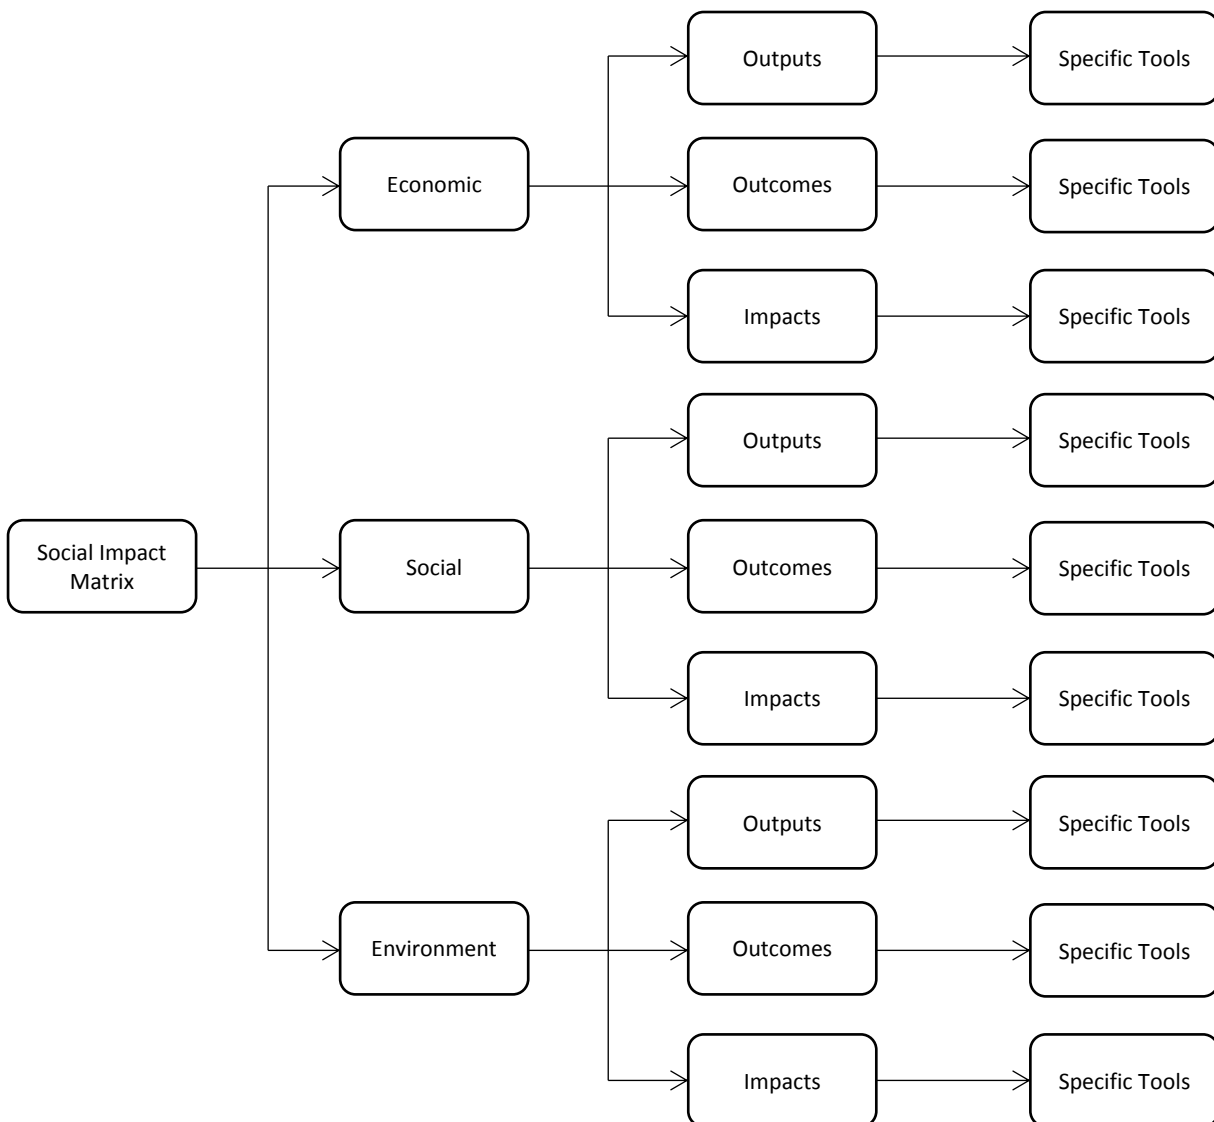 Outputs
Specific Tools
Economic
Outcomes
Specific Tools
Impacts
Specific Tools
Outputs
Specific Tools
Social Impact
Matrix
Social
Outcomes
Specific Tools
Impacts
Specific Tools
Outputs
Specific Tools
Environment
Outcomes
Specific Tools
Impacts
Specific Tools